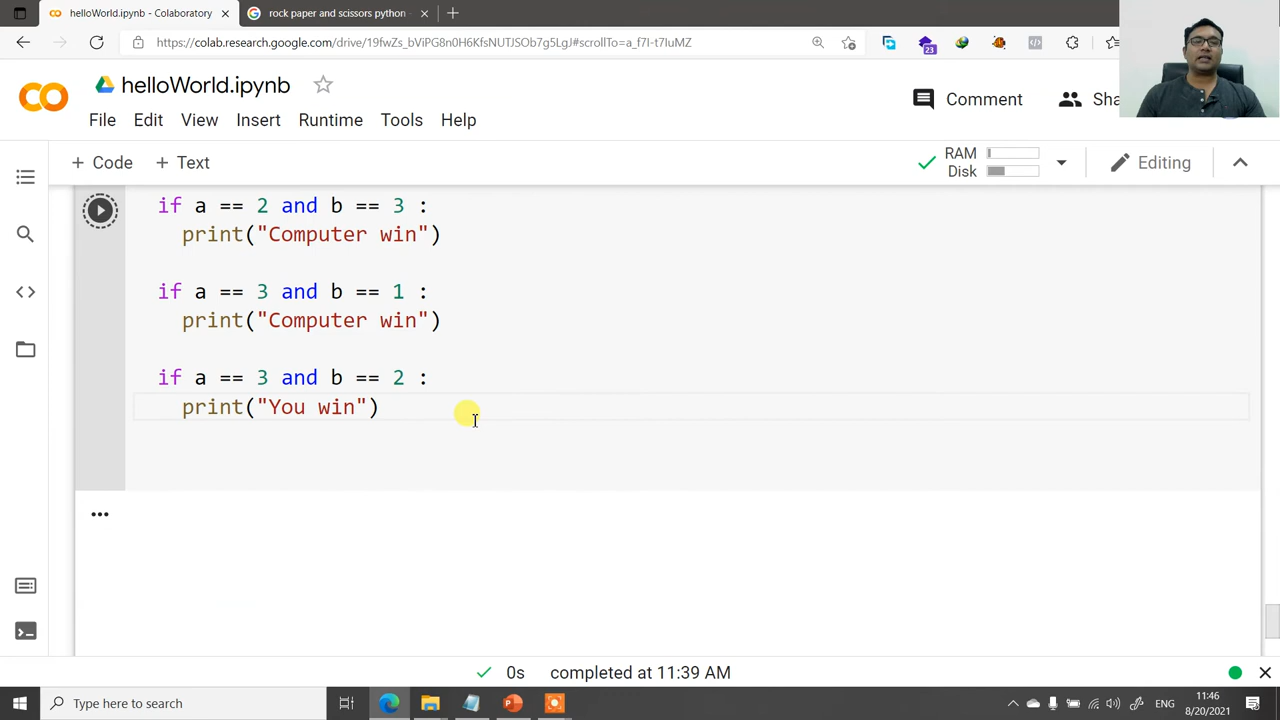 helloWorld.ipynb - Colaboratory
rock paper and scissors python
https://colab.research.google.com/drive/19fwZs_bViPG8n0H6KfsNUTJSOb7g5LgJ#scrollTo=a_f7I-t7IuMZ
23
helloWorld.ipynb
Comment
Sha
File Edit View Insert Runtime Tools Help
+ Code + Text
RAM
Disk
Editing
if a == 2 and b == 3 :
print("Computer win")
if a == 3 and b == 1 :
print("Computer win")
if a == 3 and b == 2 :
print("You win")
0s completed at 11:39 AM
Type here to search
ENG
11:46
8/20/2021